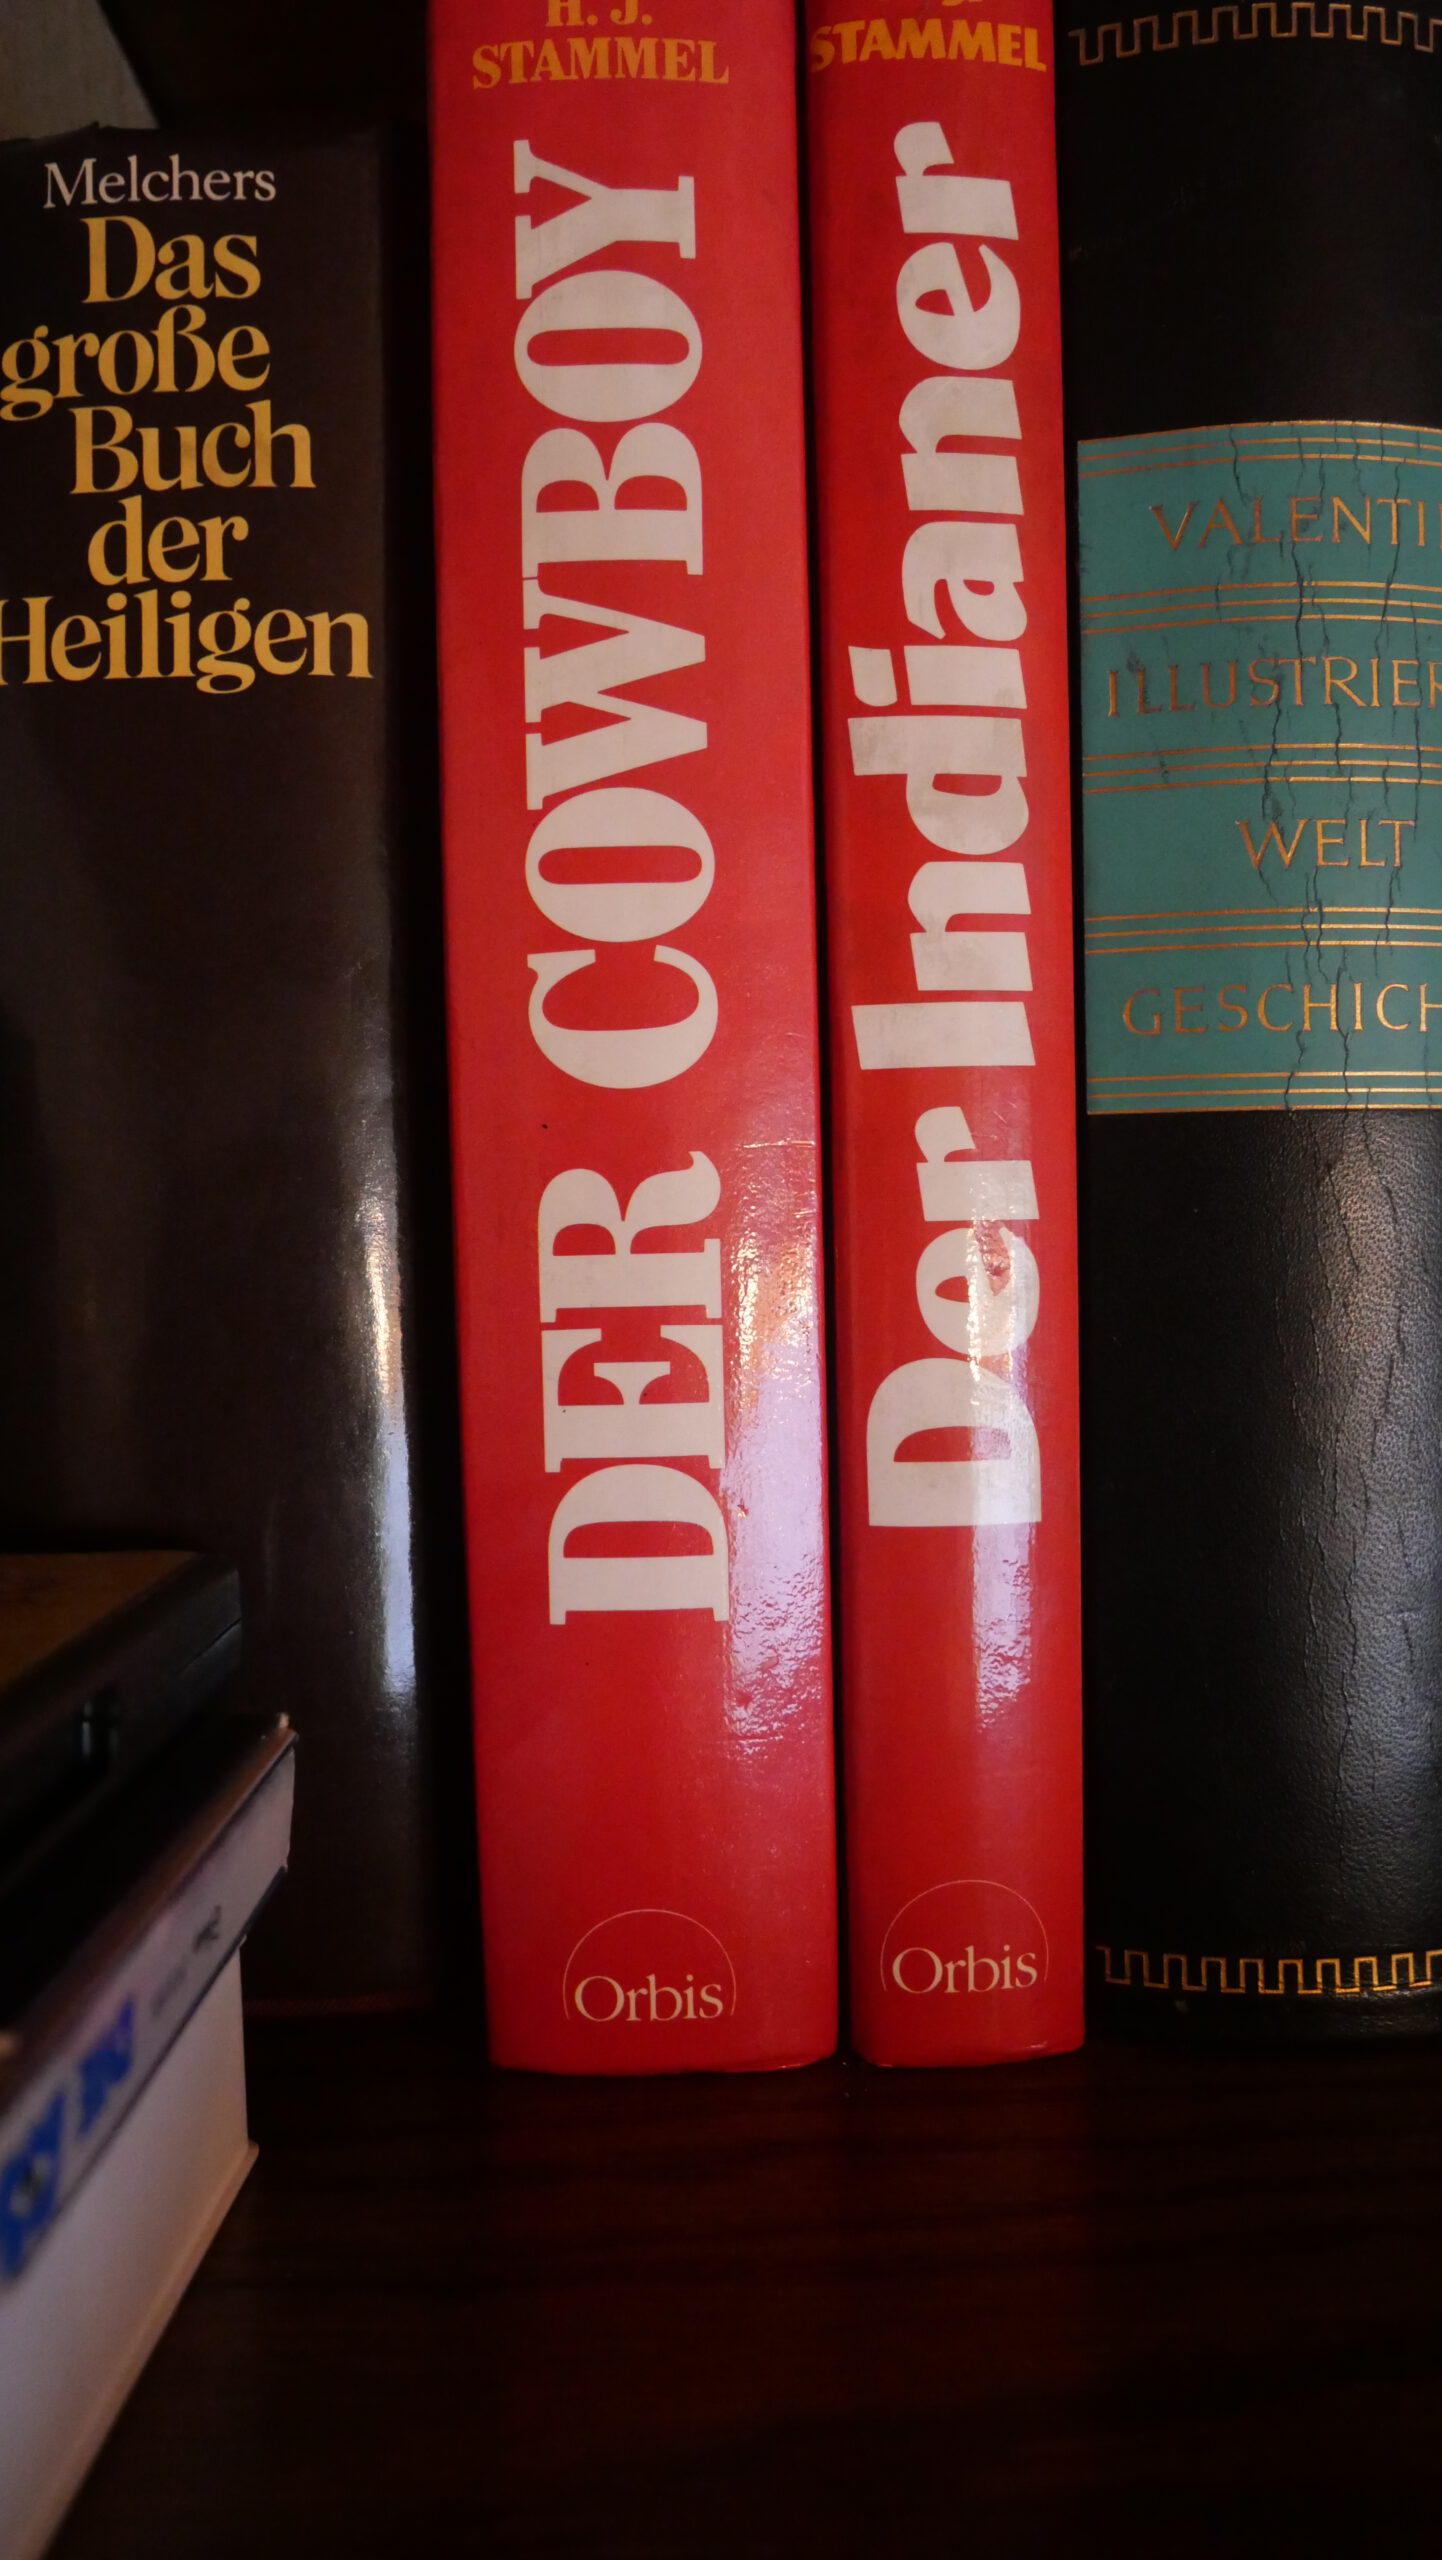 Melchers
Das
große
Buch
der
Heiligen
H. J.
STAMMEL
DER COWBOY
Orbis
STAMMEL
Der Indianer
Orbis
VALENTI
ILLUSTRIER
WELT
GESCHICH